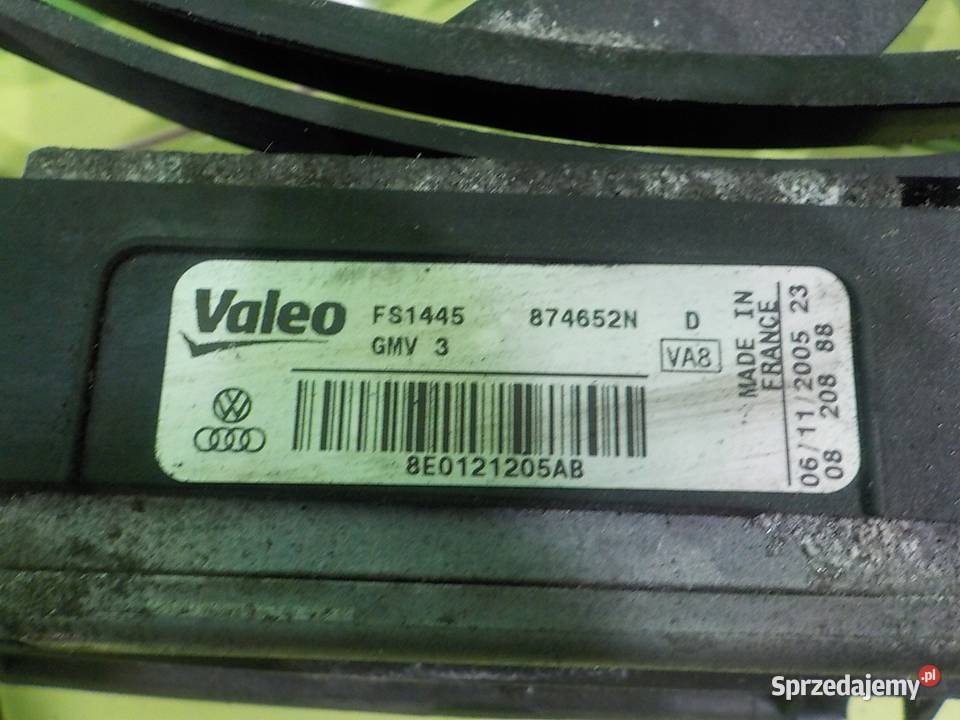 Valeo FS1445 874652N D
GMV 3 VA8
8E0121205AB
MADE IN
FRANCE
06/11/2005 23
08 208 88
Sprzedajemy.pl